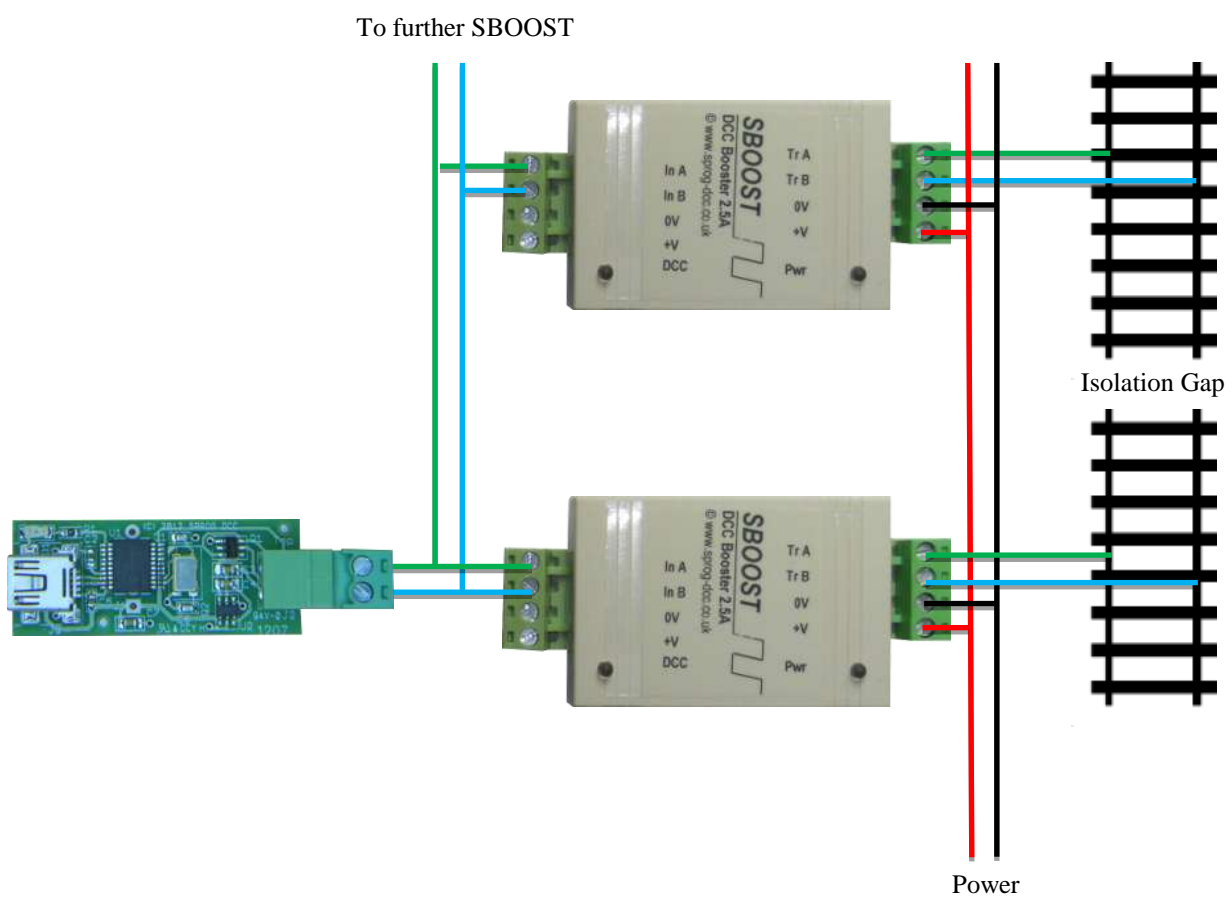 To further SBOOST
SBOOST
DCC Booster 2.5A
© www.sprog-dcc.co.uk
In A
In B
0V
+V
DCC
Tr A
Tr B
0V
+V
Pwr
Isolation Gap
SBOOST
DCC Booster 2.5A
© www.sprog-dcc.co.uk
In A
In B
0V
+V
DCC
Tr A
Tr B
0V
+V
Pwr
SPROG DCC
Power